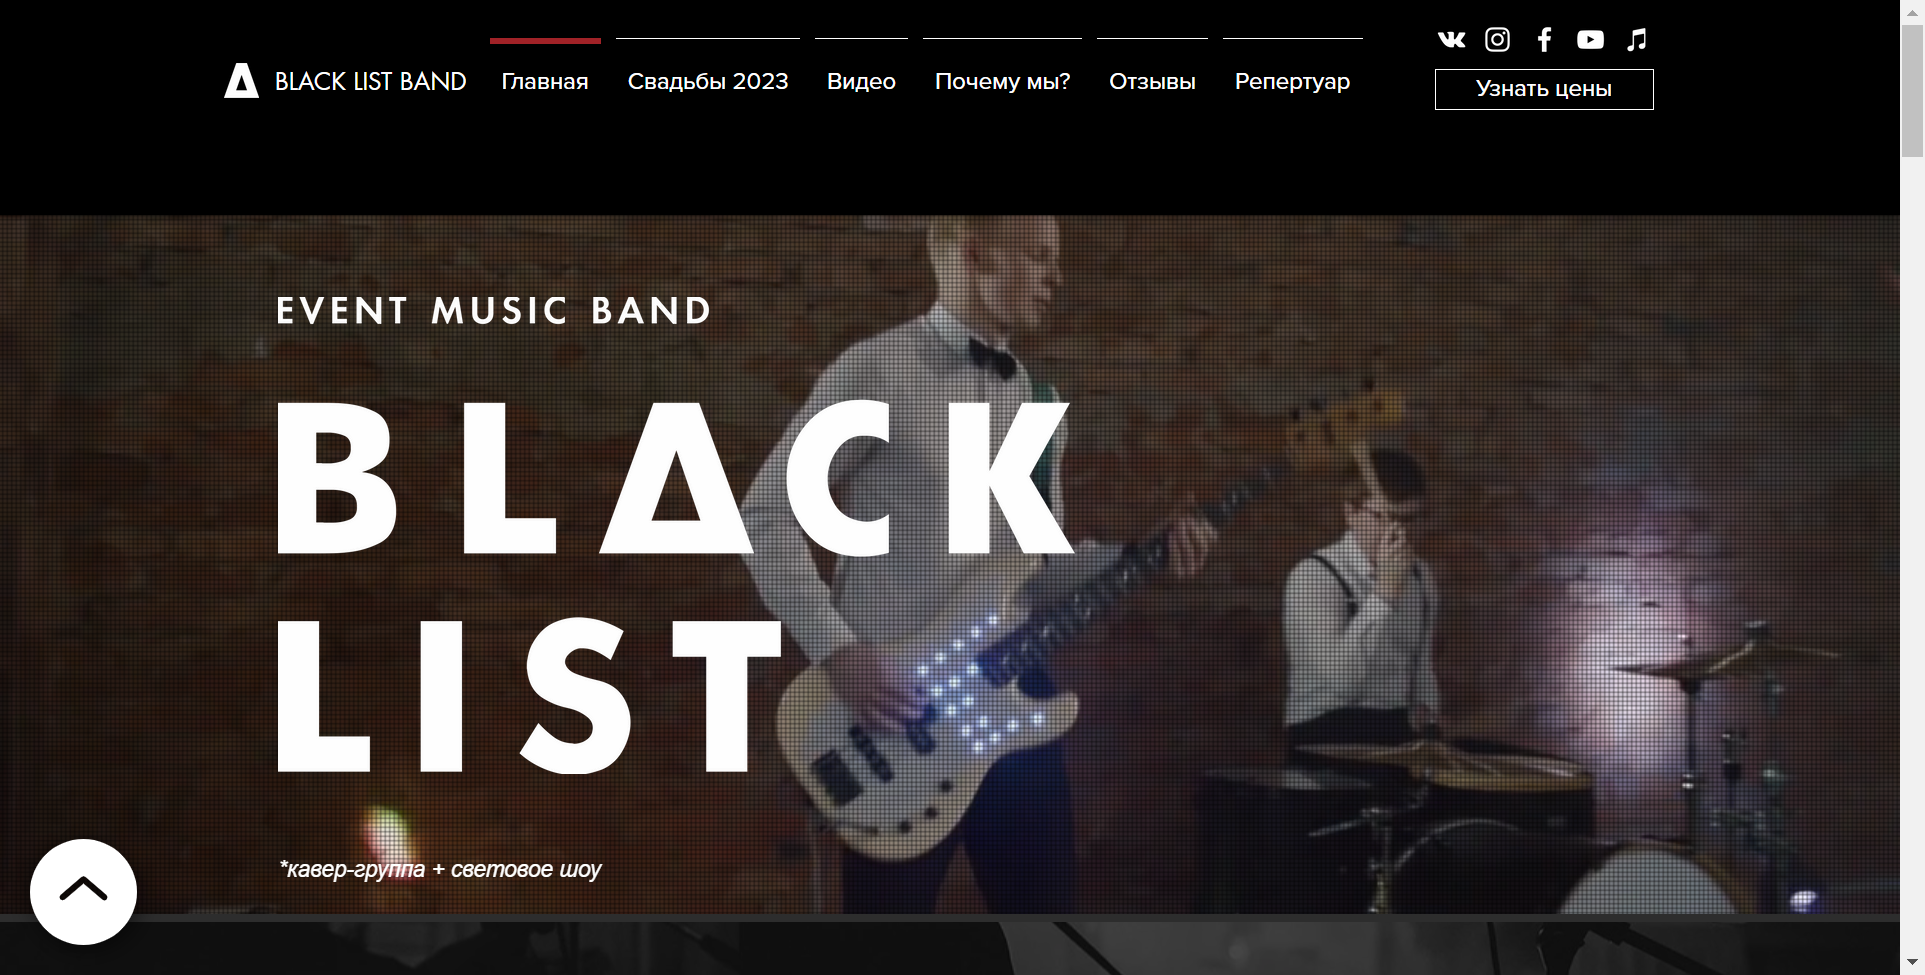 BLACK LIST BAND
Главная
Свадьбы 2023
Видео
Почему мы?
Отзывы
Репертуар
Узнать цены
EVENT MUSIC BAND
BLACK
LIST
*кавер-группа + световое шоу